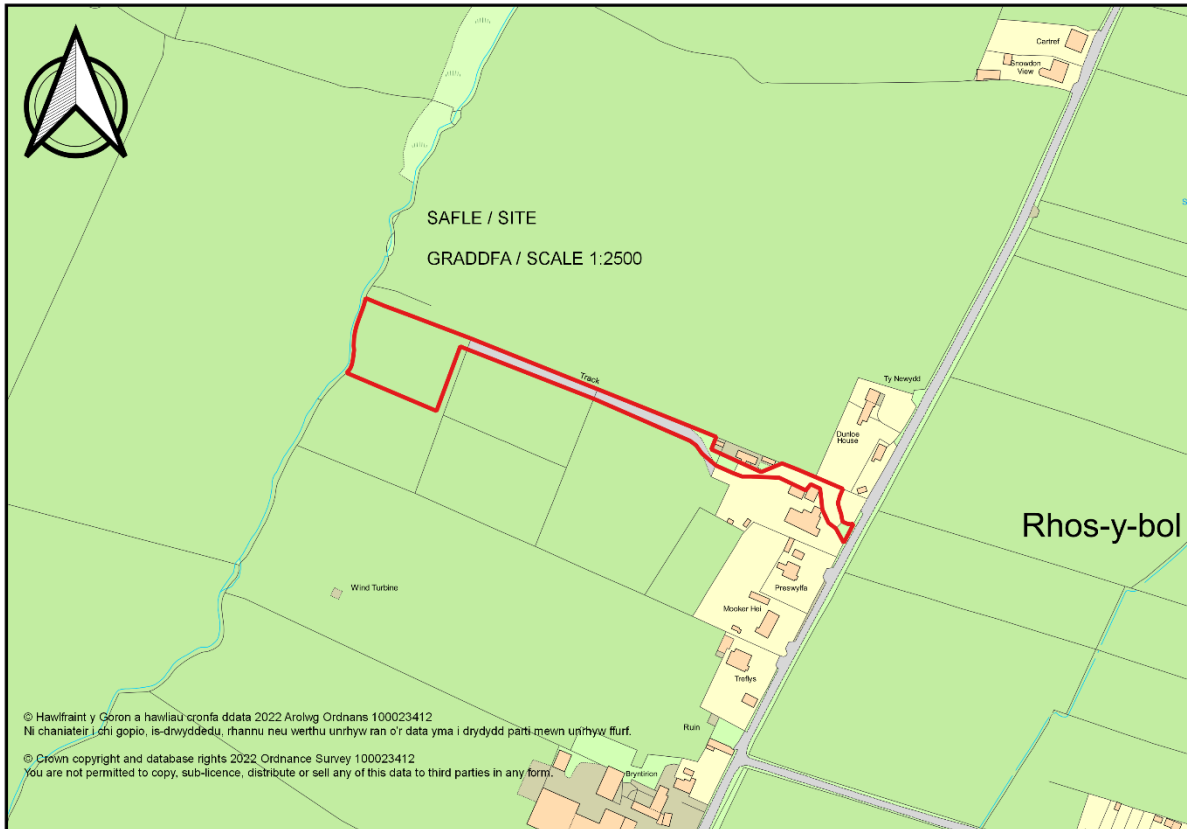 Cartref
Snowdon
View
SAFLE / SITE
GRADDFA / SCALE 1:2500
Track
Ty Newydd
Dunloe
House
Rhos-y-bol
Wind Turbine
Preswylfa
Mooker Hei
Treflys
Ruin
Bryntirion
© Hawlfraint y Goron a hawliau cronfa ddata 2022 Arolwg Ordnans 100023412
Ni chaniateir i chi gopio, is-drwyddedu, rhannu neu werthu unrhyw ran o'r data yma i drydydd parti mewn unrhyw ffurf.
© Crown copyright and database rights 2022 Ordnance Survey 100023412
You are not permitted to copy, sub-licence, distribute or sell any of this data to third parties in any form.